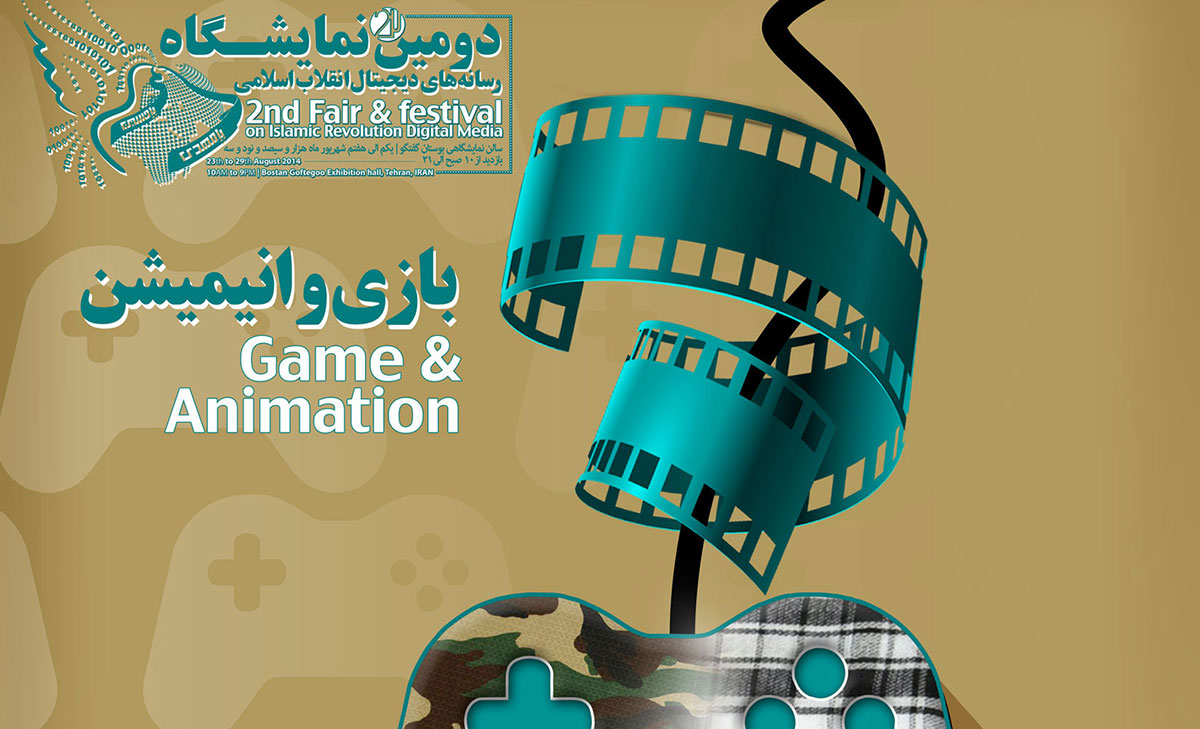 دومین نمایشگاه
رسانه‌های دیجیتال انقلاب اسلامی
2nd Fair & festival
on Islamic Revolution Digital Media
سالن نمایشگاهی بوستان گفتگو | یکم الی هفتم شهریور ماه هزار و سیصد و نود و سه
بازدید از ۱۰ صبح الی ۲۱
23th to 29th August 2014
10AM to 9PM | Bostan Goftegoo Exhibition hall, Tehran, IRAN
بازی و انیمیشن
Game &
Animation